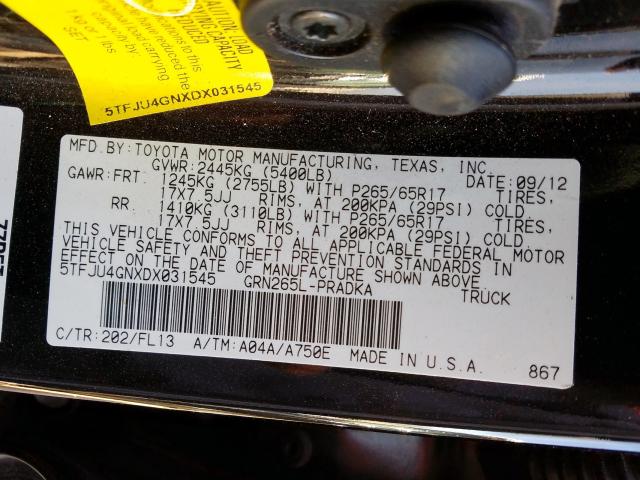 5TFJU4GNXDX031545
MFD.BY:TOYOTA MOTOR MANUFACTURING, TEXAS, INC.
GVWR:2445KG (5400LB) DATE:09/12
GAWR:FRT. 1245KG (2755LB) WITH P265/65R17 TIRES,
17X7.5JJ RIMS, AT 200KPA (29PSI) COLD.
RR. 1410KG (3110LB) WITH P265/65R17 TIRES,
17X7.5JJ RIMS, AT 200KPA (29PSI) COLD.
THIS VEHICLE CONFORMS TO ALL APPLICABLE FEDERAL MOTOR
VEHICLE SAFETY AND THEFT PREVENTION STANDARDS IN
EFFECT ON THE DATE OF MANUFACTURE SHOWN ABOVE.
5TFJU4GNXDX031545 GRN265L-PRADKA TRUCK
C/TR:202/FL13 A/TM:A04A/A750E MADE IN U.S.A. 867